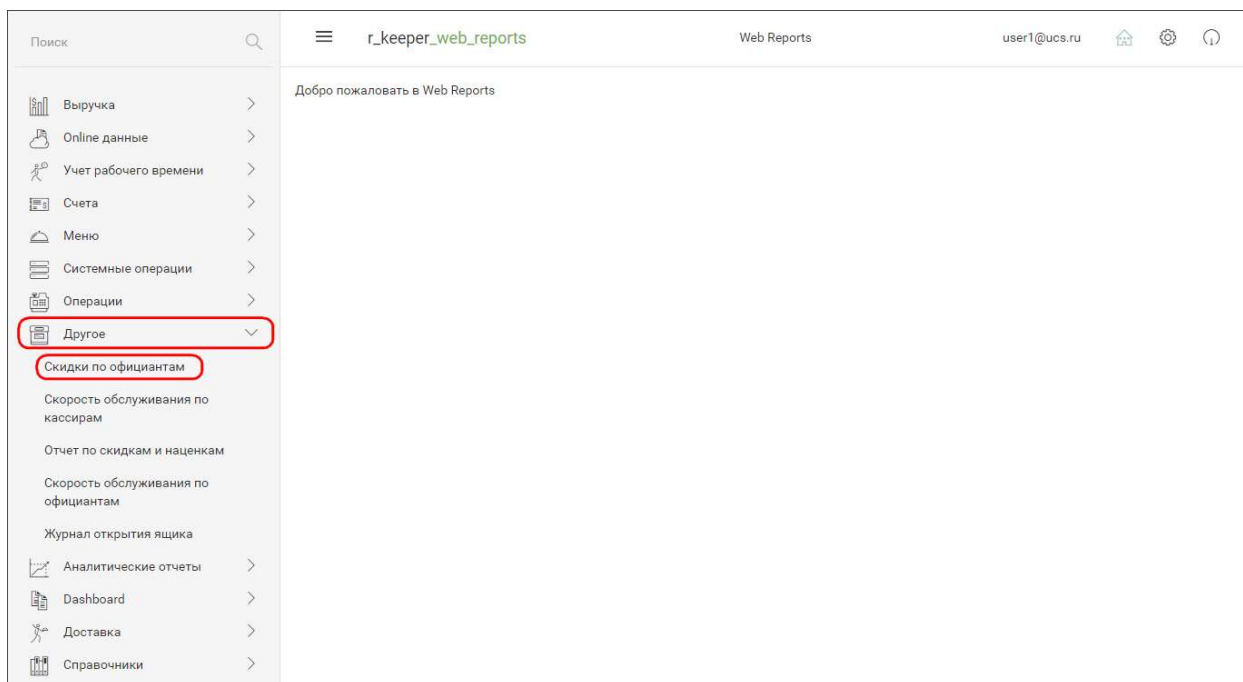 Поиск
r_keeper_web_reports
Web Reports
user1@ucs.ru
Добро пожаловать в Web Reports
Выручка
Online данные
Учет рабочего времени
Счета
Меню
Системные операции
Операции
Другое
Скидки по официантам
Скорость обслуживания по
кассирам
Отчет по скидкам и наценкам
Скорость обслуживания по
официантам
Журнал открытия ящика
Аналитические отчеты
Dashboard
Доставка
Справочники